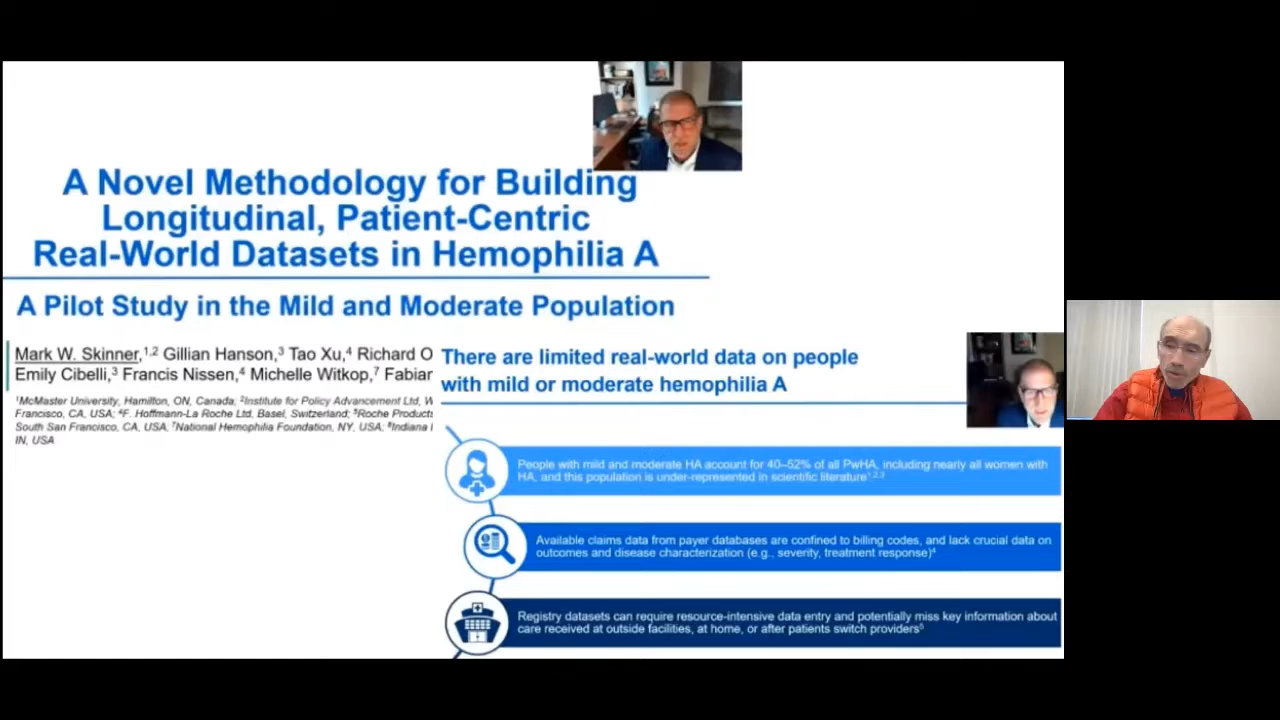 A Novel Methodology for Building
Longitudinal, Patient-Centric
Real-World Datasets in Hemophilia A
A Pilot Study in the Mild and Moderate Population
Mark W. Skinner,1,2 Gillian Hanson,3 Tao Xu,4 Richard O
Emily Cibelli,3 Francis Nissen,4 Michelle Witkop,7 Fabian
1McMaster University, Hamilton, ON, Canada; 2Institute for Policy Advancement Ltd, W
Francisco, CA, USA; 4F. Hoffmann-La Roche Ltd, Basel, Switzerland; 5Roche Products
South San Francisco, CA, USA; 7National Hemophilia Foundation, NY, USA; 8Indiana
IN, USA
There are limited real-world data on people
with mild or moderate hemophilia A
People with mild and moderate HA account for 40–52% of all PwHA, including nearly all women with
HA, and this population is under-represented in scientific literature1,2,3
Available claims data from payer databases are confined to billing codes, and lack crucial data on
outcomes and disease characterization (e.g., severity, treatment response)4
Registry datasets can require resource-intensive data entry and potentially miss key information about
care received at outside facilities, at home, or after patients switch providers5